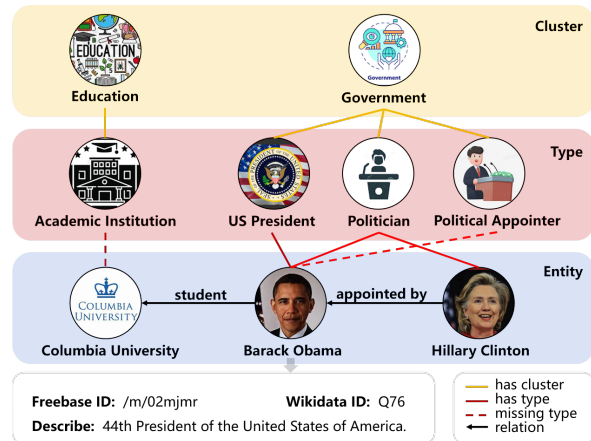 Cluster
EDUCATION
Government
Education
Government
Type
Academic Institution
US President
Politician
Political Appointer
Entity
COLUMBIA
UNIVERSITY
student
appointed by
Columbia University
Barack Obama
Hillary Clinton
Freebase ID: /m/02mjmr
Wikidata ID: Q76
Describe: 44th President of the United States of America.
has cluster
has type
missing type
relation